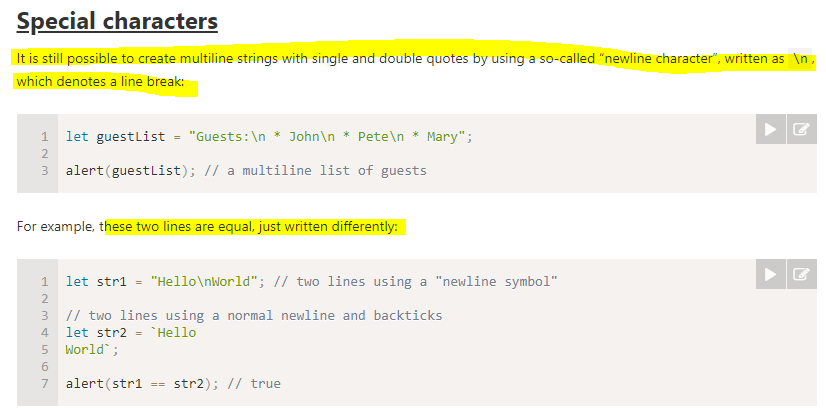 Special characters
It is still possible to create multiline strings with single and double quotes by using a so-called “newline character”, written as \n ,
which denotes a line break:
1 let guestList = "Guests:\n * John\n * Pete\n * Mary";
2
3 alert(guestList); // a multiline list of guests
For example, these two lines are equal, just written differently:
1 let str1 = "Hello\nWorld"; // two lines using a "newline symbol"
2
3 // two lines using a normal newline and backticks
4 let str2 = `Hello
5 World`;
6
7 alert(str1 == str2); // true